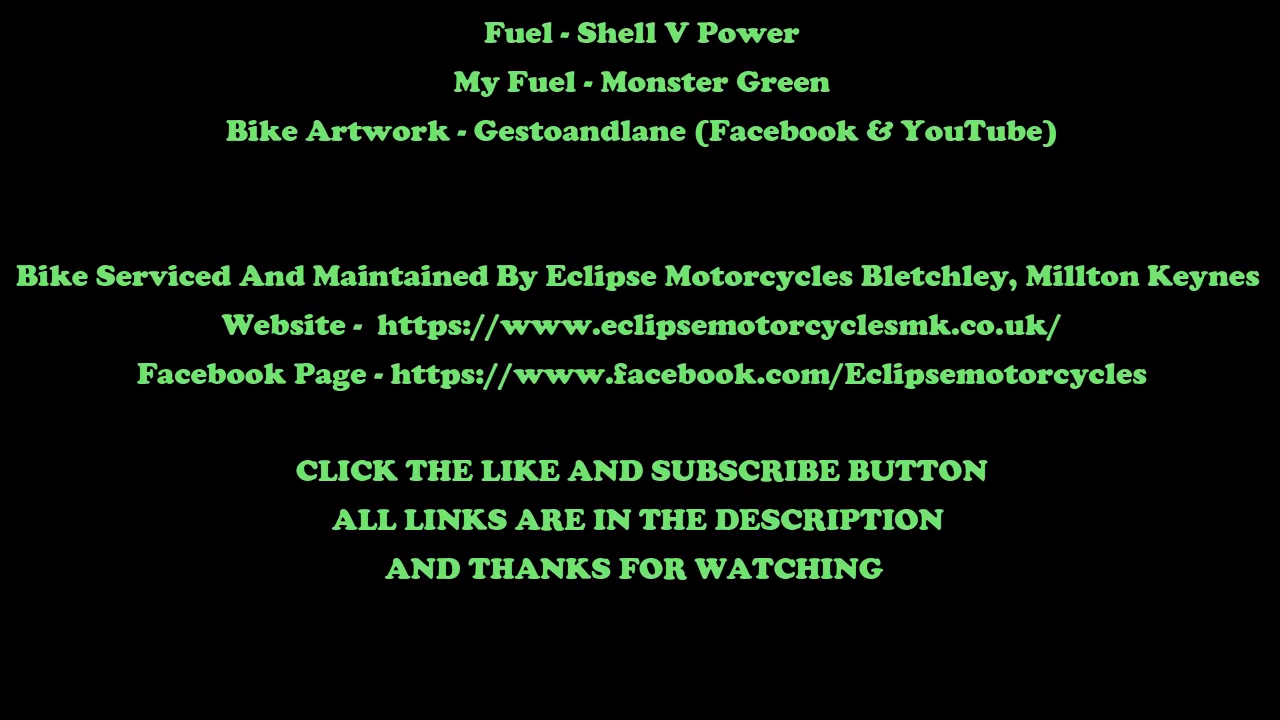 Fuel - Shell V Power
My Fuel - Monster Green
Bike Artwork - Gestoandlane (Facebook & YouTube)
Bike Serviced And Maintained By Eclipse Motorcycles Bletchley, Millton Keynes
Website -  https://www.eclipsemotorcyclesmk.co.uk/
Facebook Page - https://www.facebook.com/Eclipsemotorcycles
CLICK THE LIKE AND SUBSCRIBE BUTTON
ALL LINKS ARE IN THE DESCRIPTION
AND THANKS FOR WATCHING